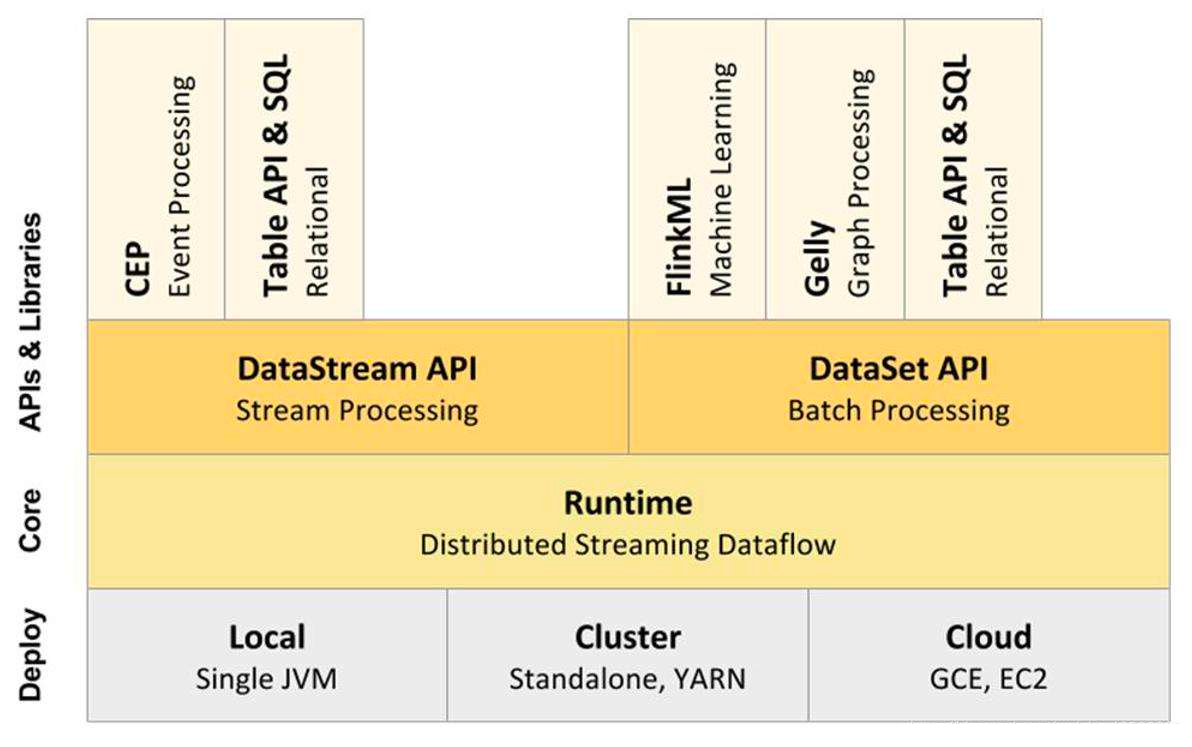 APIs & Libraries
CEP
Event Processing
Table API & SQL
Relational
FlinkML
Machine Learning
Gelly
Graph Processing
Table API & SQL
Relational
DataStream API
Stream Processing
DataSet API
Batch Processing
Core
Runtime
Distributed Streaming Dataflow
Deploy
Local
Single JVM
Cluster
Standalone, YARN
Cloud
GCE, EC2